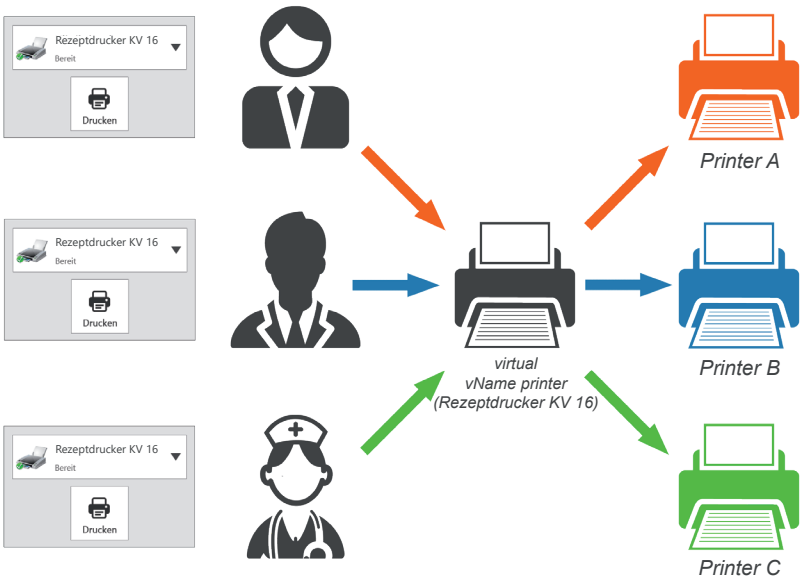 Rezeptdrucker KV 16
Bereit
Drucken
Printer A
Rezeptdrucker KV 16
Bereit
Drucken
virtual
vName printer
(Rezeptdrucker KV 16)
Printer B
Rezeptdrucker KV 16
Bereit
Drucken
Printer C